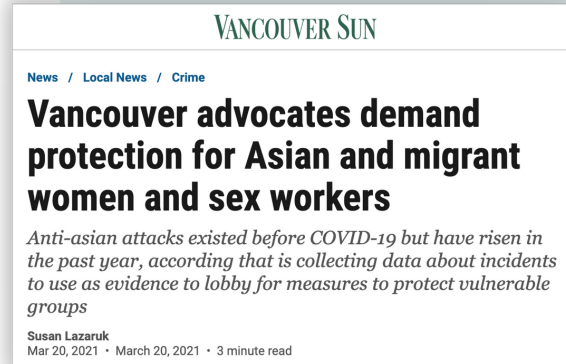 VANCOUVER SUN
News / Local News / Crime
Vancouver advocates demand
protection for Asian and migrant
women and sex workers
Anti-asian attacks existed before COVID-19 but have risen in
the past year, according that is collecting data about incidents
to use as evidence to lobby for measures to protect vulnerable
groups
Susan Lazaruk
Mar 20, 2021 • March 20, 2021 • 3 minute read